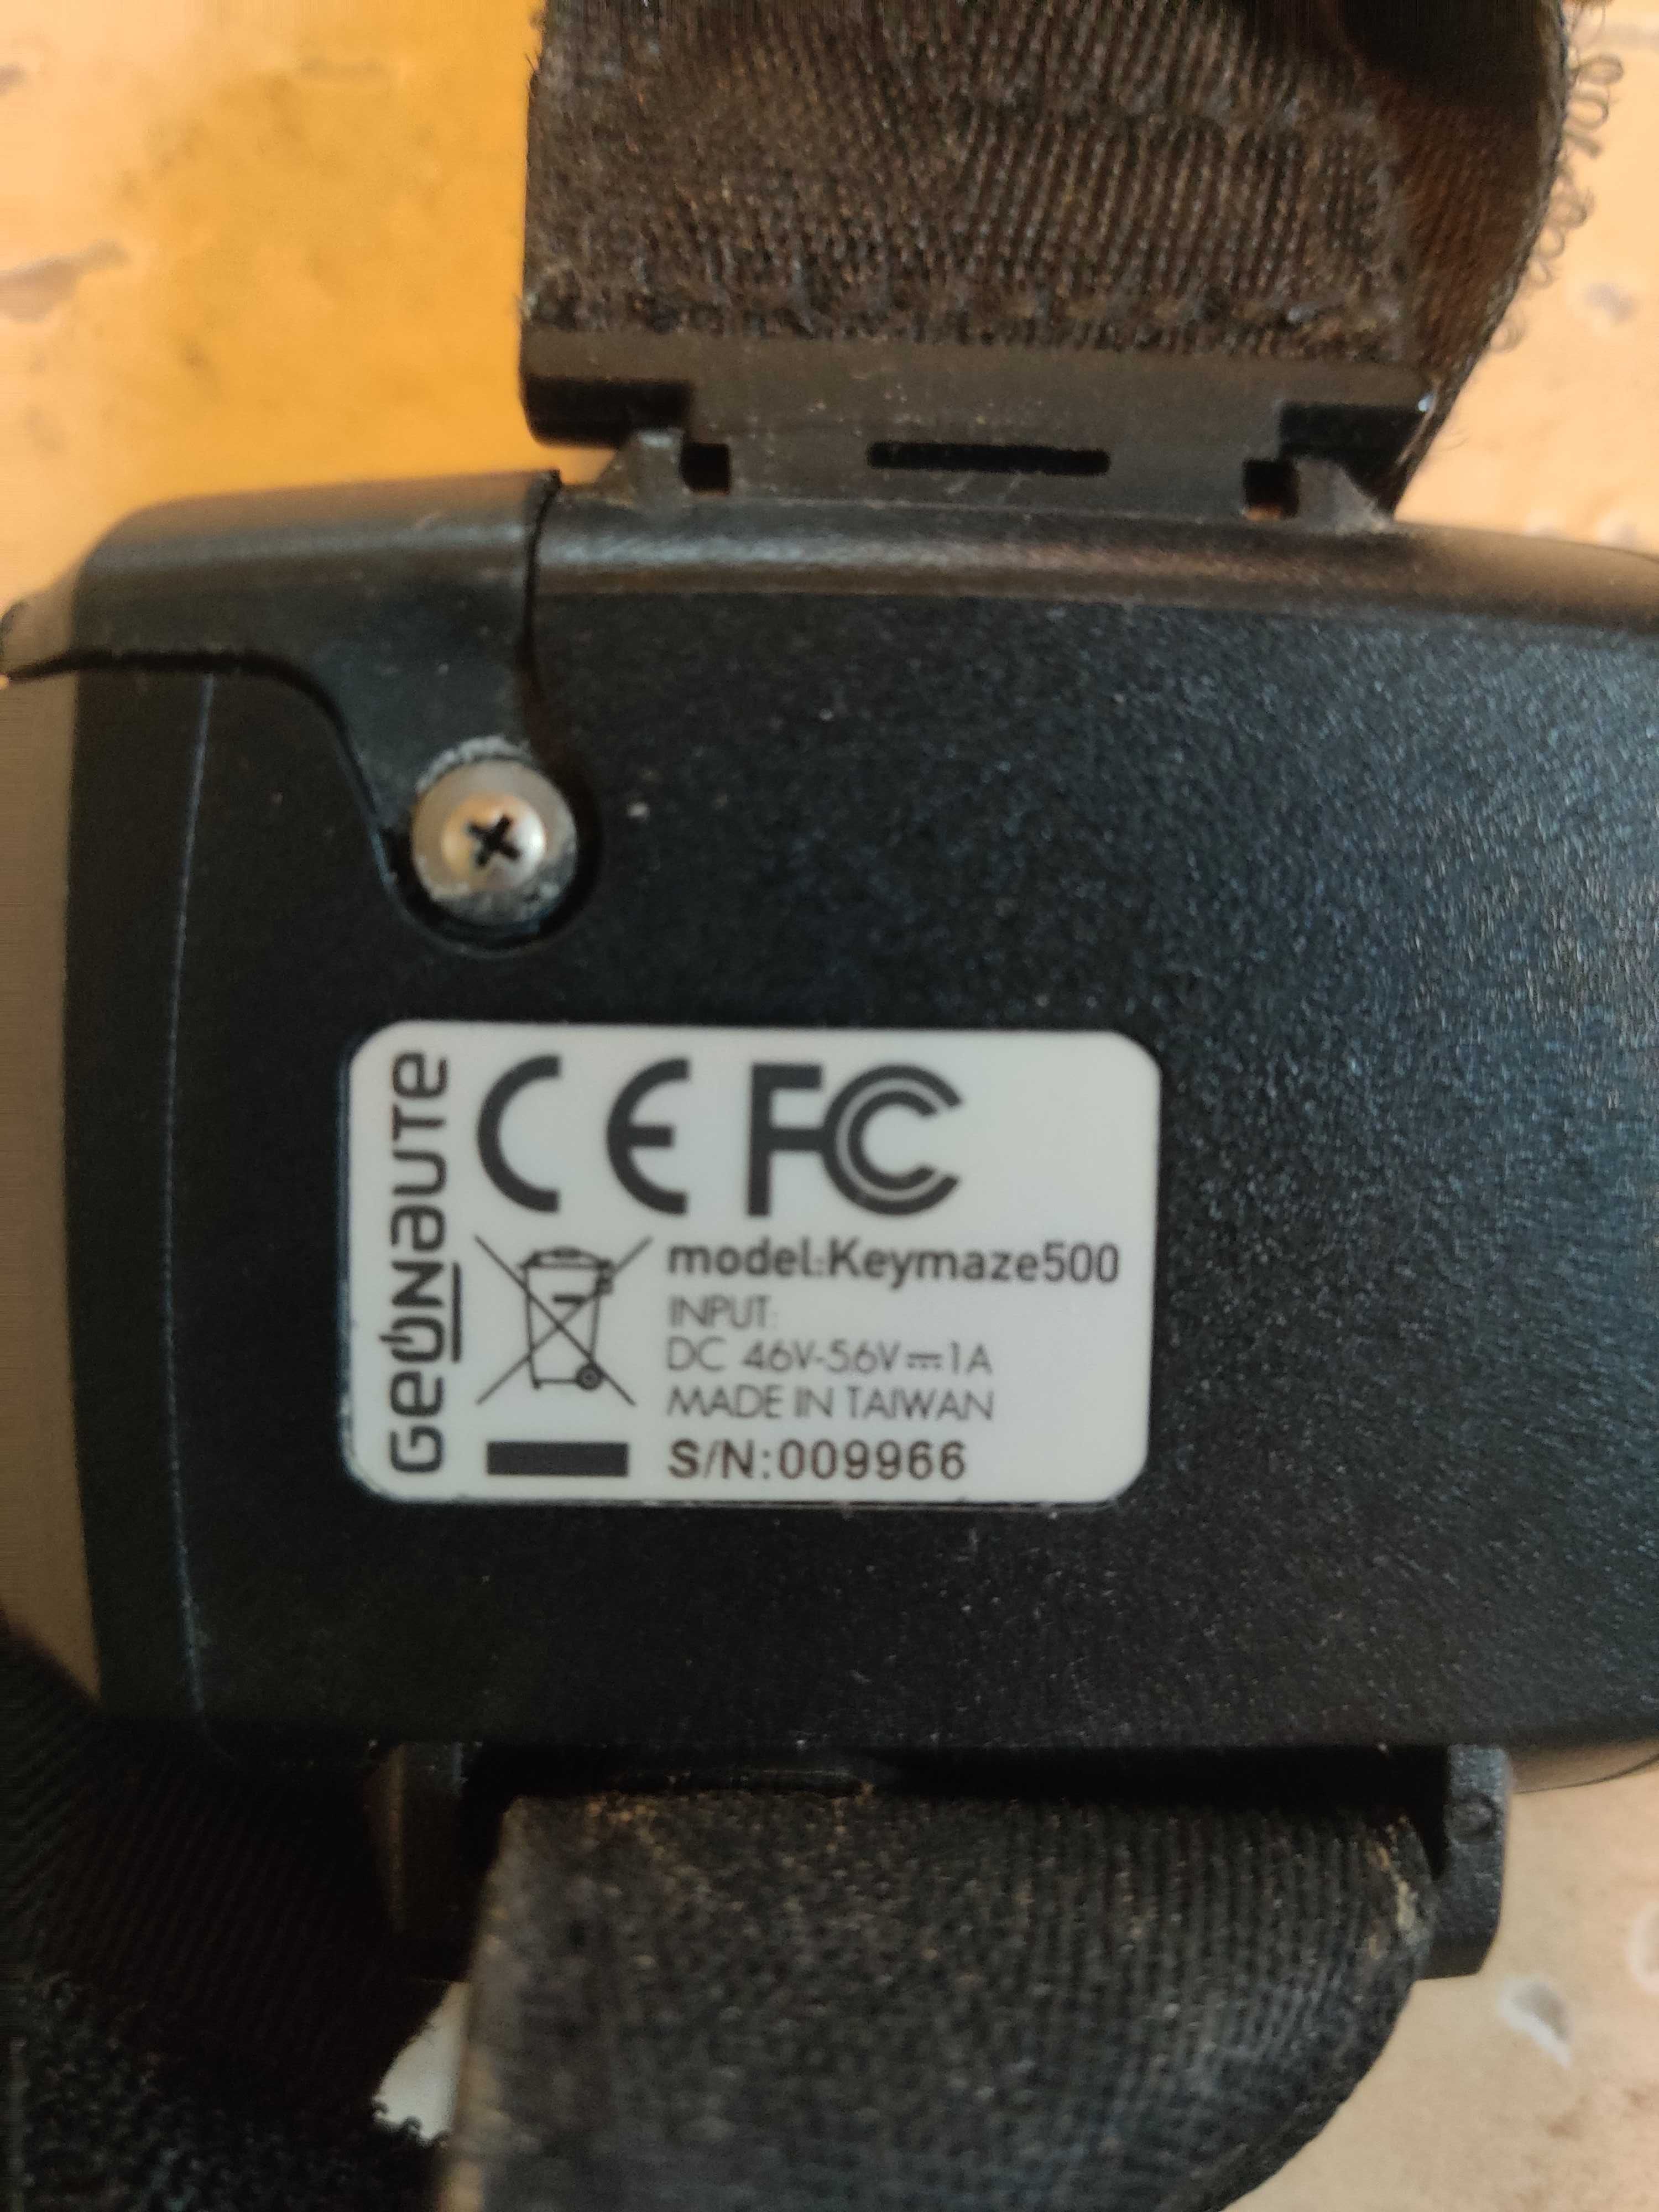 GEONAUTE
CE FC
model:Keymaze500
INPUT:
DC 4.6V-5.6V⎓1A
MADE IN TAIWAN
S/N:009966